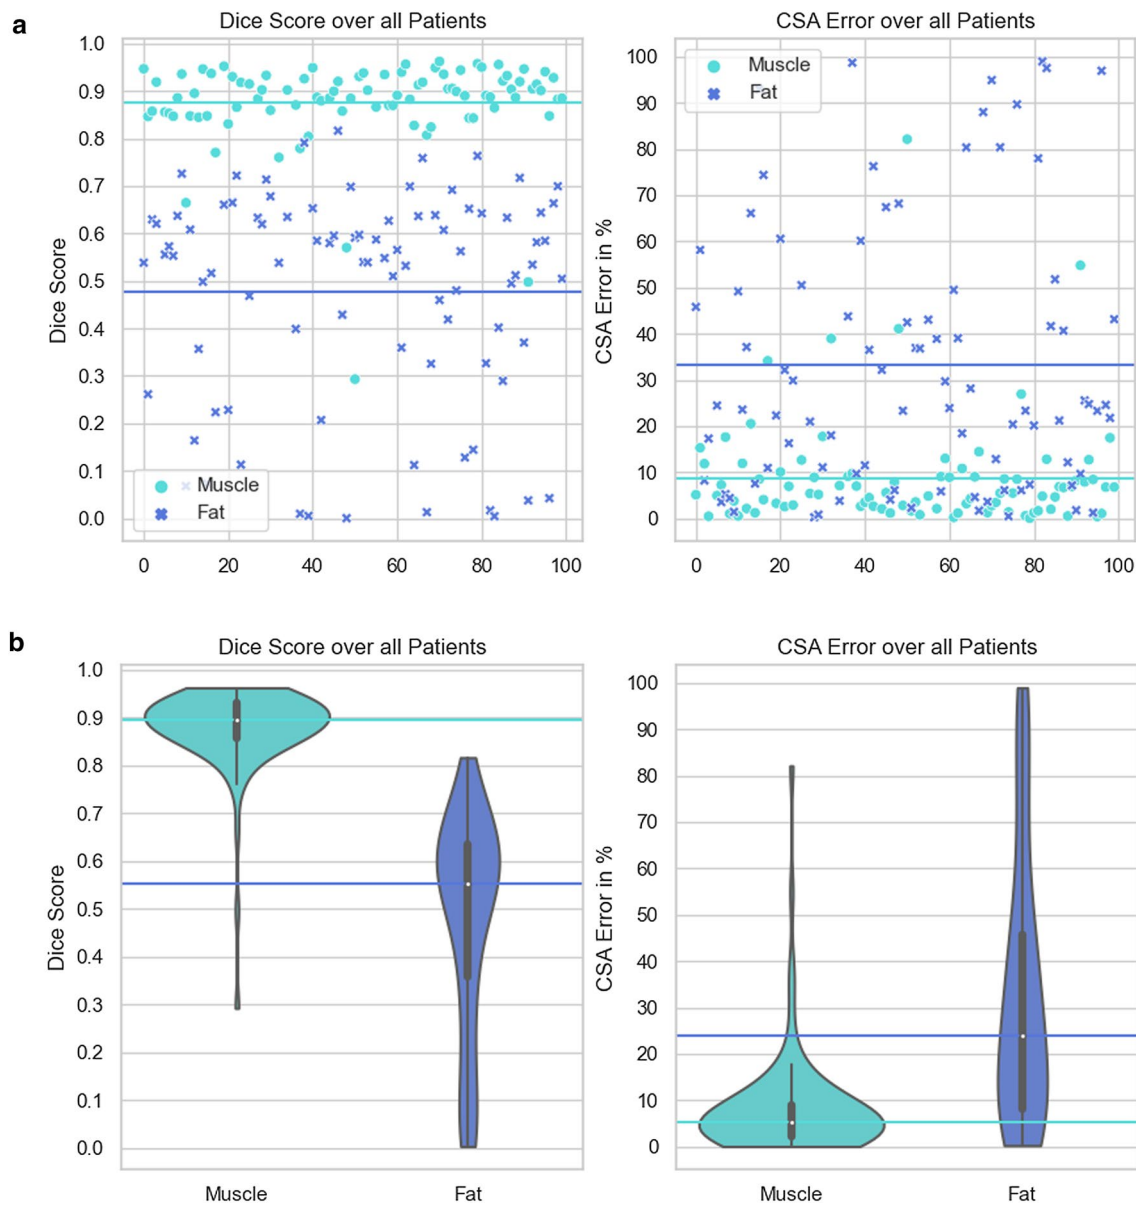 a
Dice Score over all Patients
CSA Error over all Patients
1.0
0.9
0.8
0.7
0.6
0.5
0.4
0.3
0.2
0.1
0.0
Dice Score
Muscle
Fat
0 20 40 60 80 100
100
90
80
70
60
50
40
30
20
10
0
CSA Error in %
Muscle
Fat
0 20 40 60 80 100
b
Dice Score over all Patients
CSA Error over all Patients
1.0
0.9
0.8
0.7
0.6
0.5
0.4
0.3
0.2
0.1
0.0
Dice Score
Muscle Fat
100
90
80
70
60
50
40
30
20
10
0
CSA Error in %
Muscle Fat